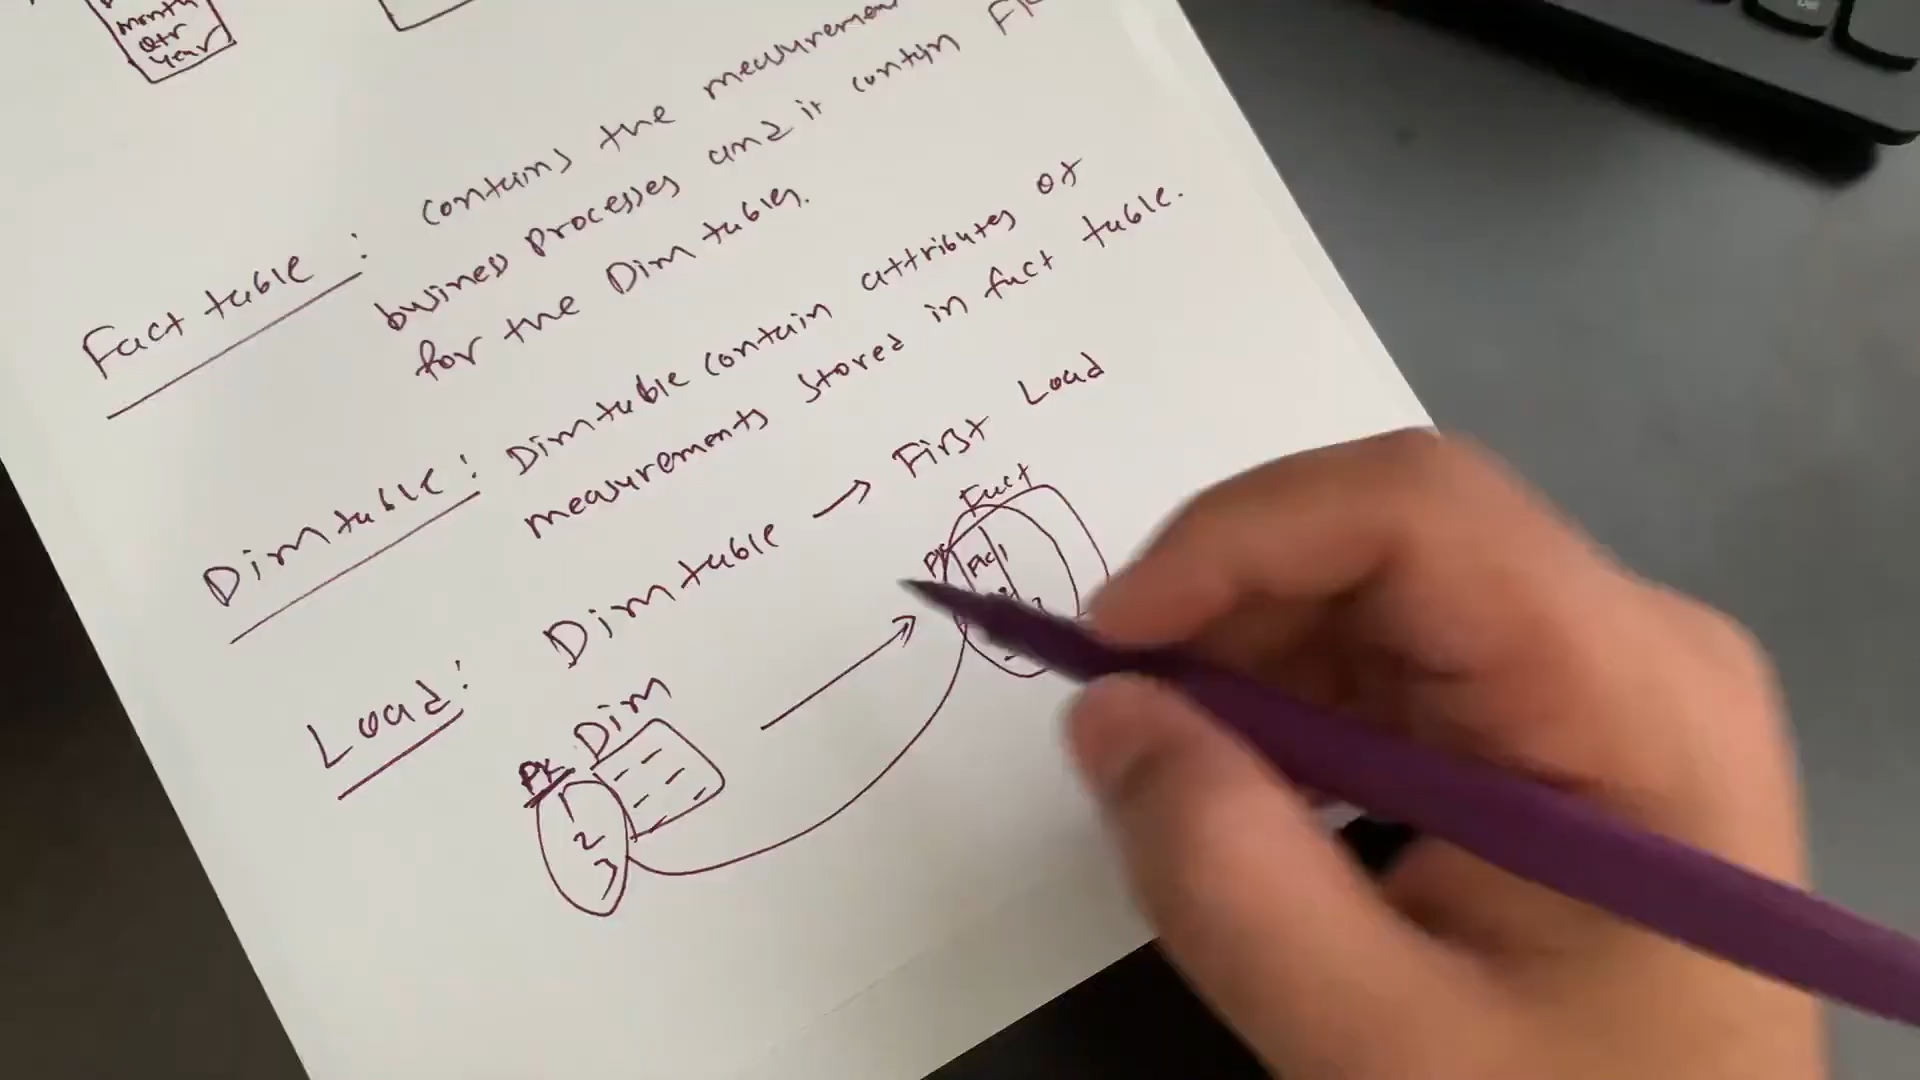 month
Qtr
year
Fact table : contains the measurement
business processes and it contain
for the Dim tables.
Dim table : Dim table contain attributes of
measurements stored in fact table.
Load : Dim table → First Load
Fact
PK
FK 1
Dim
PK
1
2
3